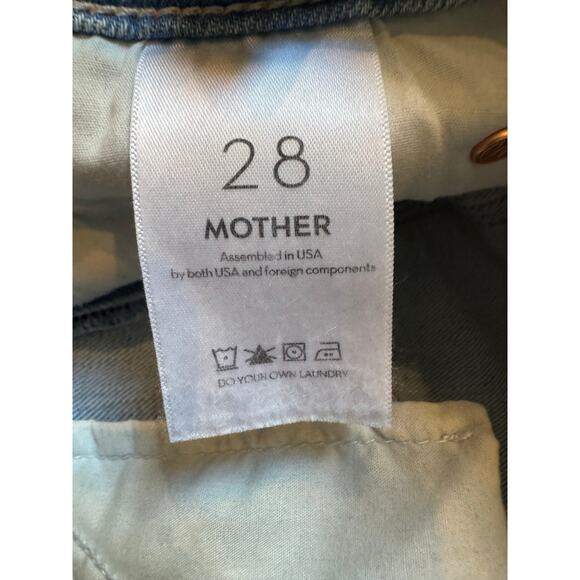 28
MOTHER
Assembled in USA
by both USA and foreign components
DO YOUR OWN LAUNDRY